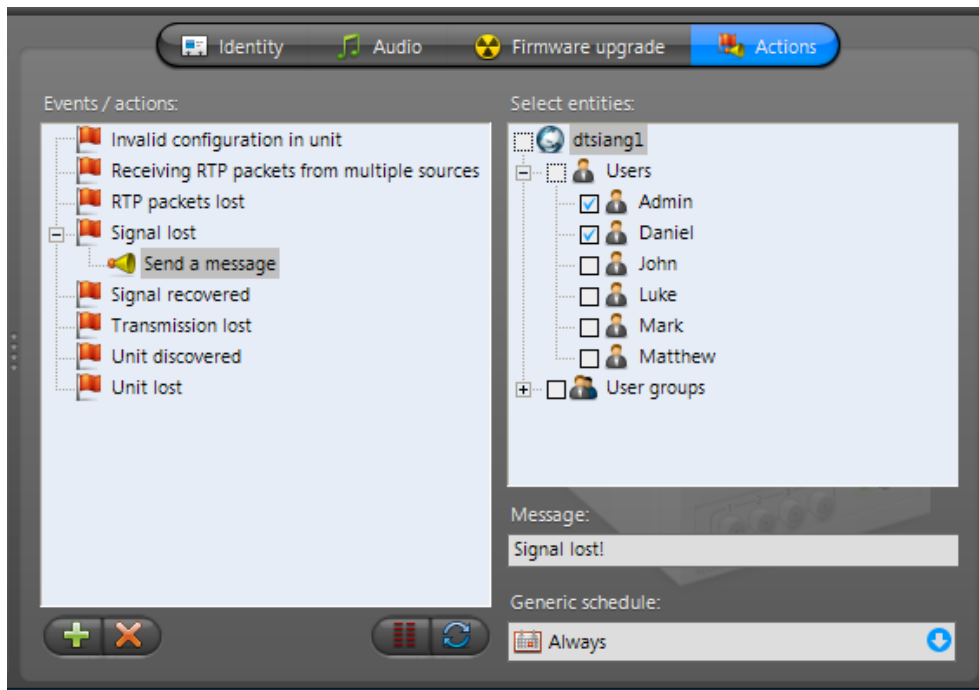 Identity
Audio
Firmware upgrade
Actions
Events / actions:
Invalid configuration in unit
Receiving RTP packets from multiple sources
RTP packets lost
Signal lost
Send a message
Signal recovered
Transmission lost
Unit discovered
Unit lost
Select entities:
dtsiang1
Users
Admin
Daniel
John
Luke
Mark
Matthew
User groups
Message:
Signal lost!
Generic schedule:
Always